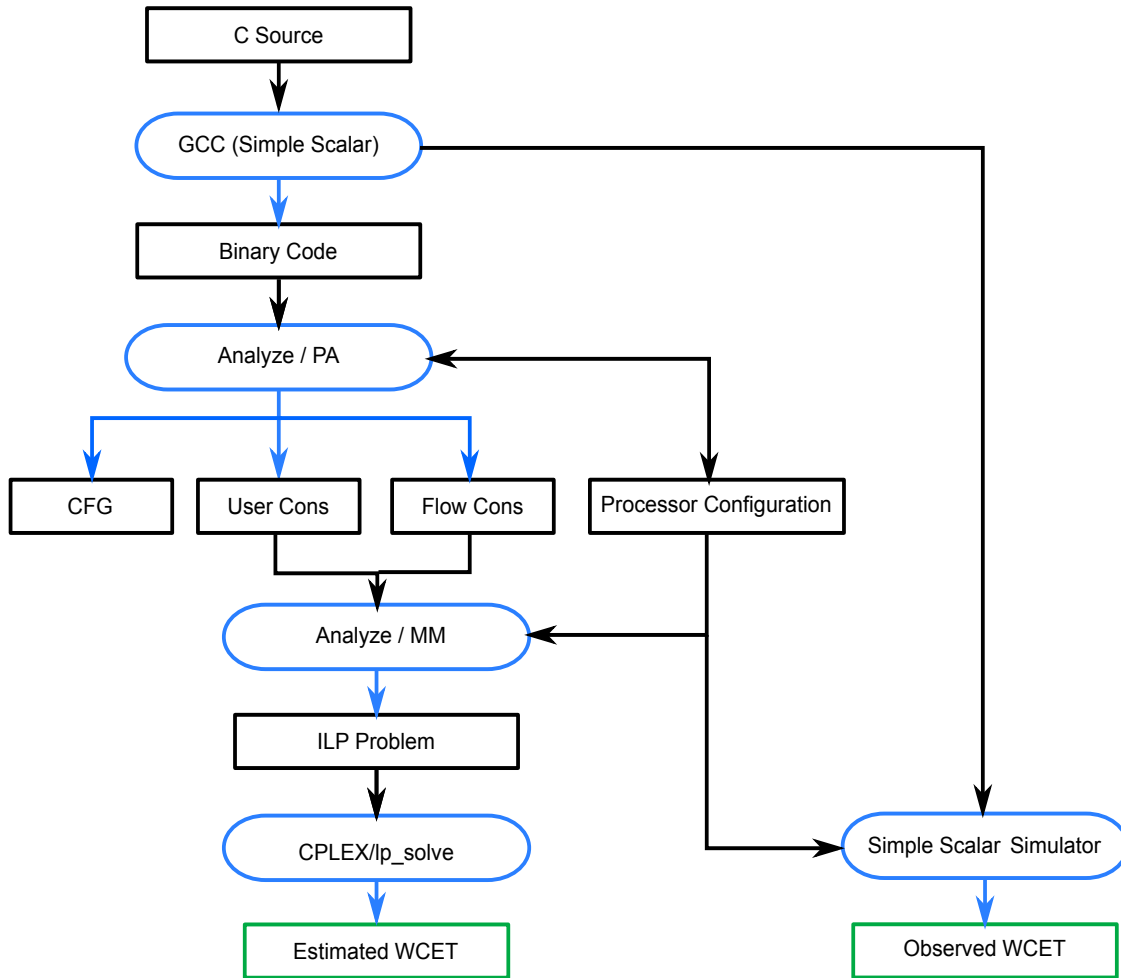 C Source
GCC (Simple Scalar)
Binary Code
Analyze / PA
CFG
User Cons
Flow Cons
Processor Configuration
Analyze / MM
ILP Problem
CPLEX/lp_solve
Simple Scalar Simulator
Estimated WCET
Observed WCET